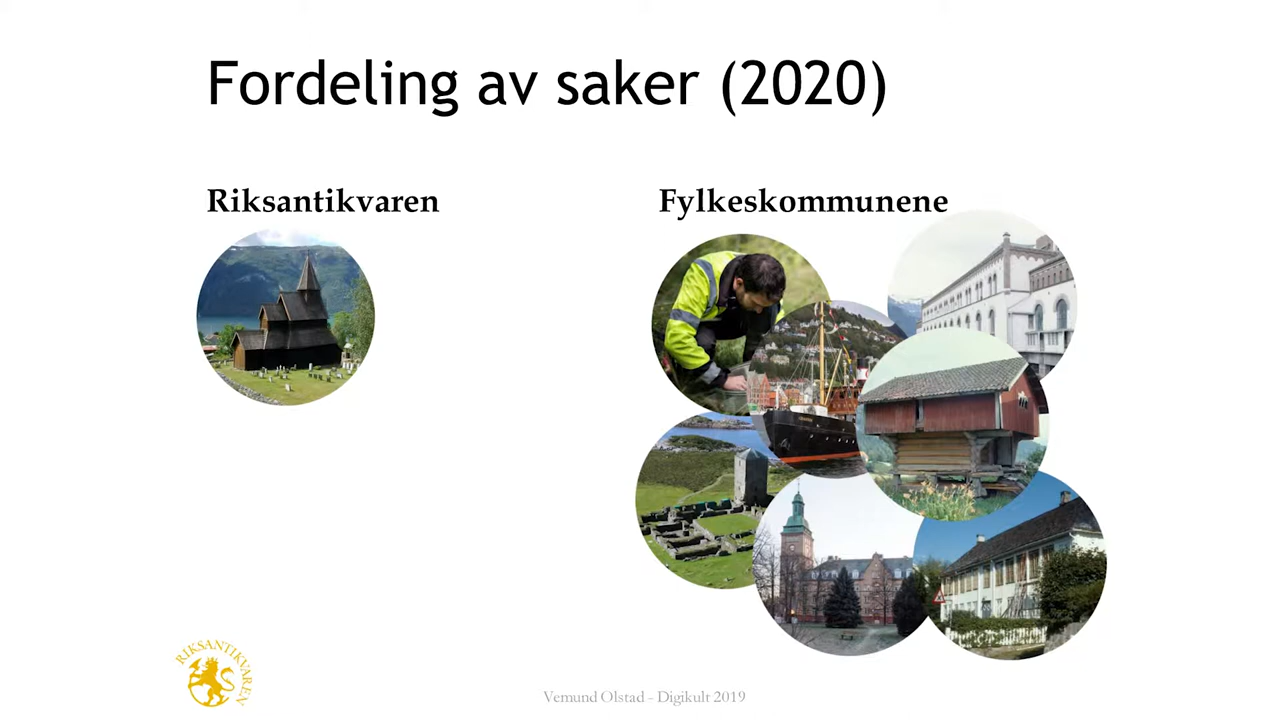 Fordeling av saker (2020)
Riksantikvaren
Fylkeskommunene
RIKSANTIKVAREN
Vemund Olstad - Digikult 2019